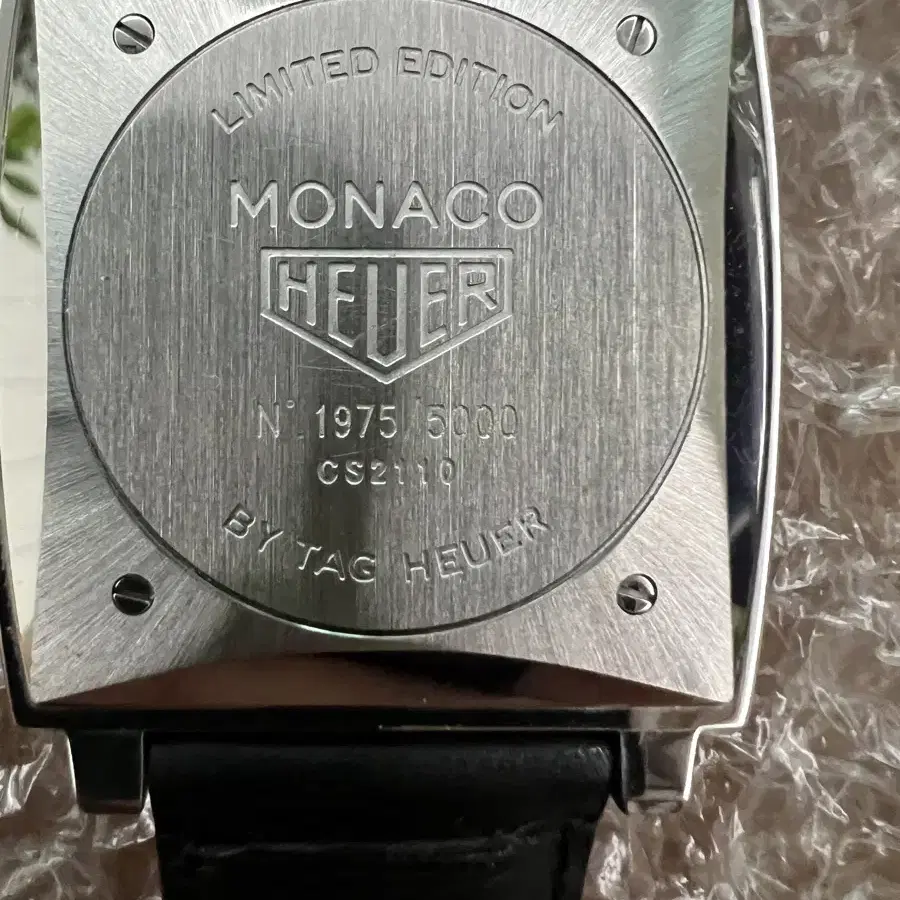 LIMITED EDITION
MONACO
HEUER
N°. 1975/5000
CS2110
BY TAG HEUER